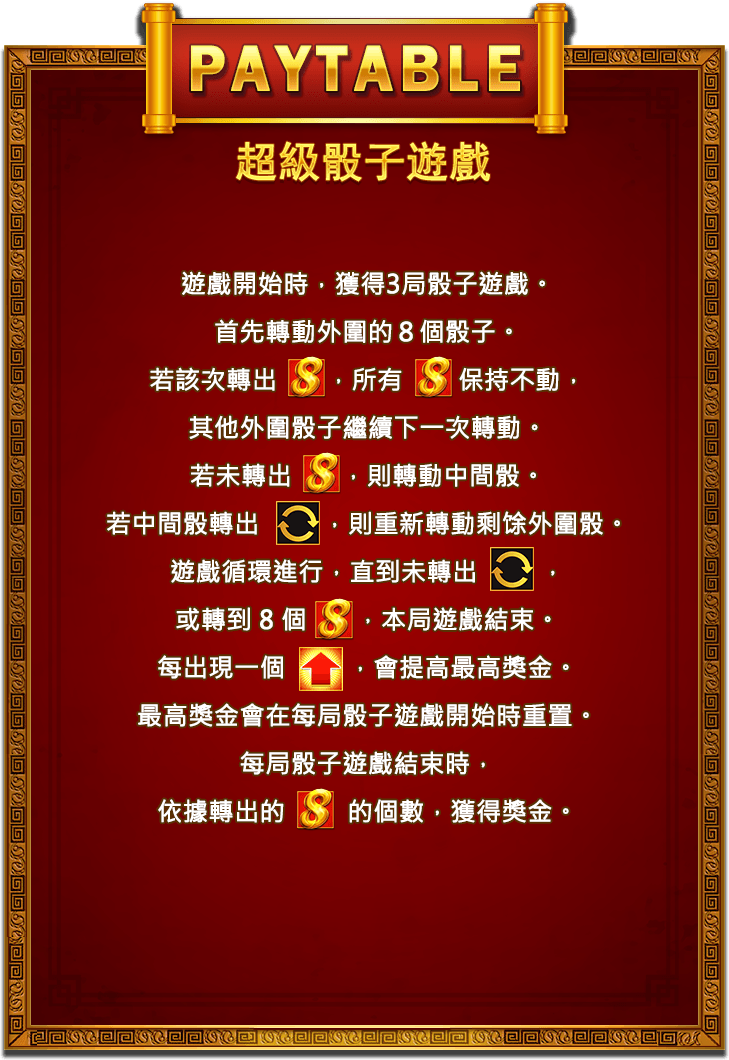 PAYTABLE
超級骰子遊戲
遊戲開始時，獲得3局骰子遊戲。
首先轉動外圍的 8 個骰子。
若該次轉出 8 ，所有 8 保持不動，
其他外圍骰子繼續下一次轉動。
若未轉出 8 ，則轉動中間骰。
若中間骰轉出 ，則重新轉動剩馀外圍骰。
遊戲循環進行，直到未轉出 ，
或轉到 8 個 8 ，本局遊戲結束。
每出現一個 ，會提高最高獎金。
最高獎金會在每局骰子遊戲開始時重置。
每局骰子遊戲結束時，
依據轉出的 8 的個數，獲得獎金。